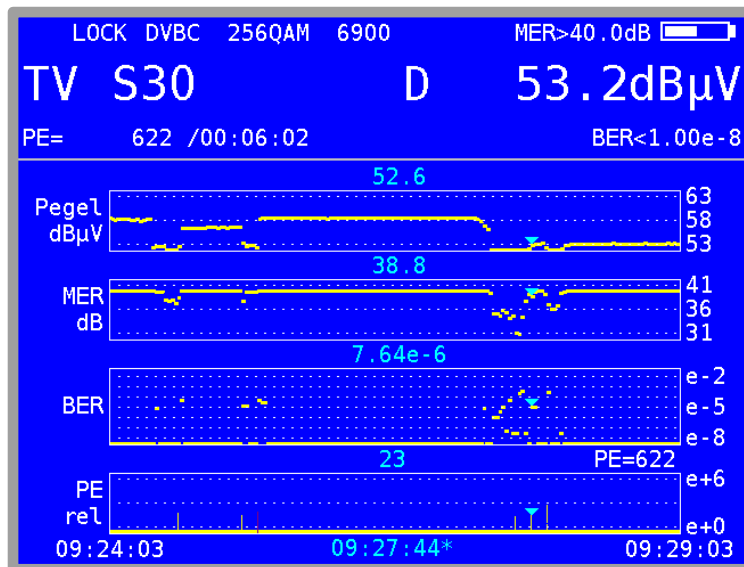 LOCK DVBC 256QAM 6900 MER>40.0dB
TV S30 D 53.2dBµV
PE= 622 /00:06:02 BER<1.00e-8
52.6
Pegel dBµV 63 58 53
38.8
MER dB 41 36 31
7.64e-6
BER e-2 e-5 e-8
23 PE=622
PE rel e+6 e+0
09:24:03 09:27:44* 09:29:03